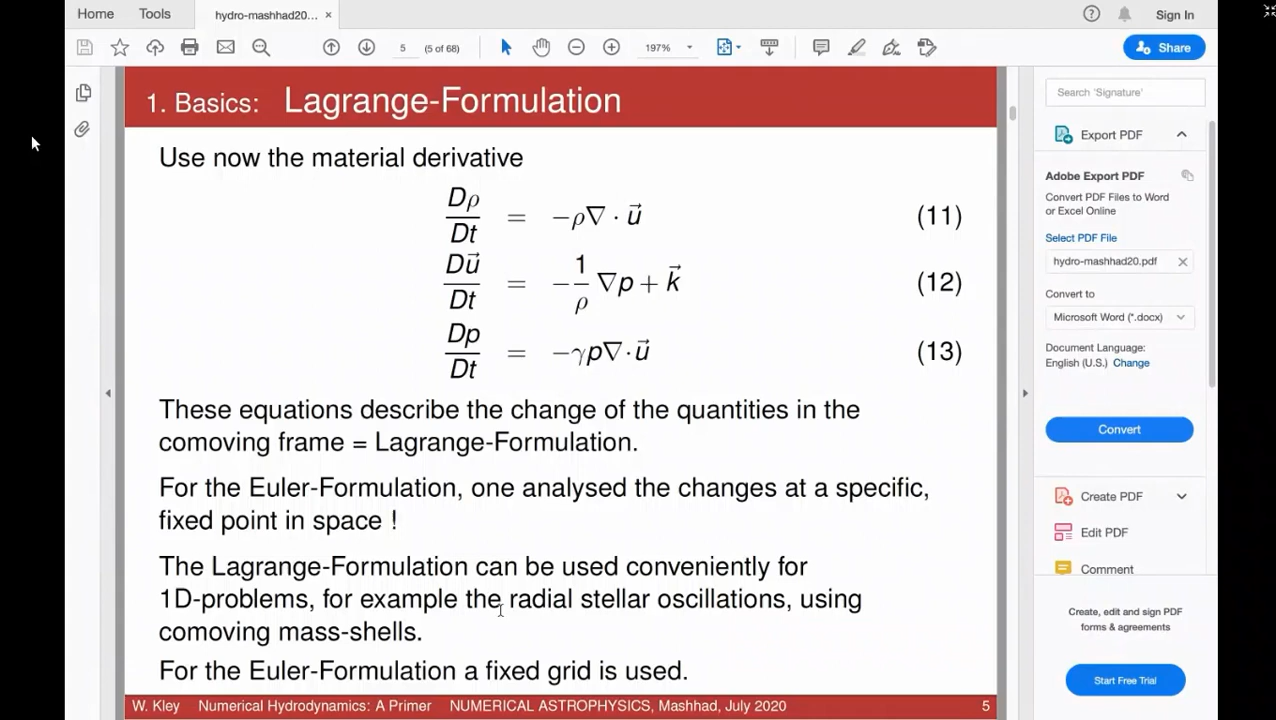 Home Tools hydro-mashhad20... × Sign In
5 (5 of 68) 197% Share
1. Basics: Lagrange-Formulation
Use now the material derivative
Dρ/Dt = −ρ∇ · u⃗ (11)
Du⃗/Dt = −1/ρ ∇p + k⃗ (12)
Dp/Dt = −γp∇· u⃗ (13)
These equations describe the change of the quantities in the
comoving frame = Lagrange-Formulation.
For the Euler-Formulation, one analysed the changes at a specific,
fixed point in space !
The Lagrange-Formulation can be used conveniently for
1D-problems, for example the radial stellar oscillations, using
comoving mass-shells.
For the Euler-Formulation a fixed grid is used.
W. Kley Numerical Hydrodynamics: A Primer NUMERICAL ASTROPHYSICS, Mashhad, July 2020 5
Search 'Signature'
Export PDF
Adobe Export PDF
Convert PDF Files to Word
or Excel Online
Select PDF File
hydro-mashhad20.pdf
Convert to
Microsoft Word (*.docx)
Document Language:
English (U.S.) Change
Convert
Create PDF
Edit PDF
Comment
Create, edit and sign PDF
forms & agreements
Start Free Trial